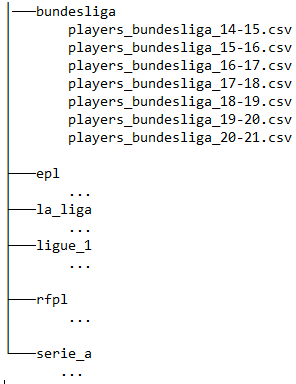 bundesliga
players_bundesliga_14-15.csv
players_bundesliga_15-16.csv
players_bundesliga_16-17.csv
players_bundesliga_17-18.csv
players_bundesliga_18-19.csv
players_bundesliga_19-20.csv
players_bundesliga_20-21.csv
epl
...
la_liga
...
ligue_1
...
rfpl
...
serie_a
...